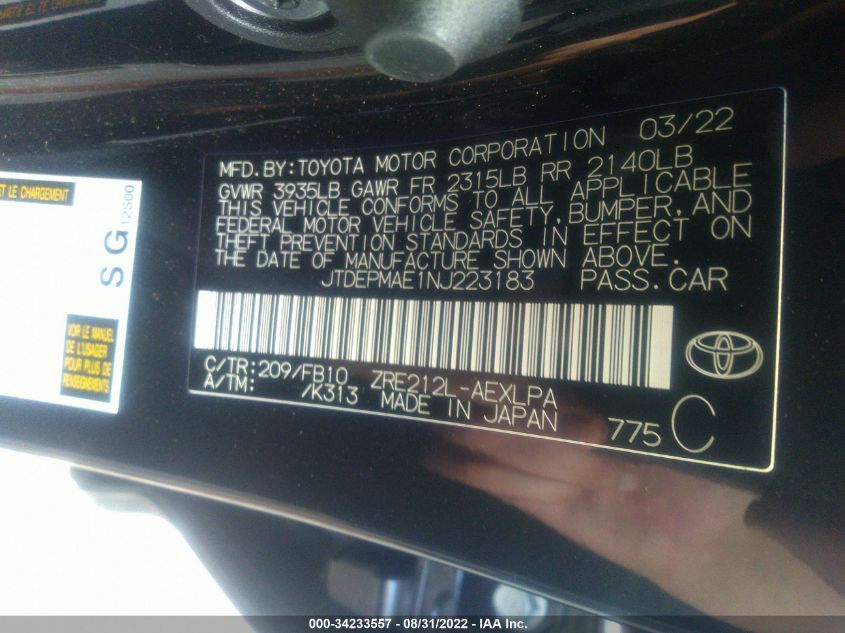 ET LE CHARGEMENT
SG
12S00
VOIR LE MANUEL
DE L'USAGER
POUR PLUS DE
RENSEIGNEMENTS
MFD.BY:TOYOTA MOTOR CORPORATION 03/22
GVWR 3935LB GAWR FR 2315LB RR 2140LB
THIS VEHICLE CONFORMS TO ALL APPLICABLE
FEDERAL MOTOR VEHICLE SAFETY,BUMPER,AND
THEFT PREVENTION STANDARDS IN EFFECT ON
THE DATE OF MANUFACTURE SHOWN ABOVE.
JTDEPMAE1NJ223183 PASS.CAR
C/TR:209/FB10 ZRE212L-AEXLPA
A/TM: /K313 MADE IN JAPAN
775 C
000-34233557 - 08/31/2022 - IAA Inc.